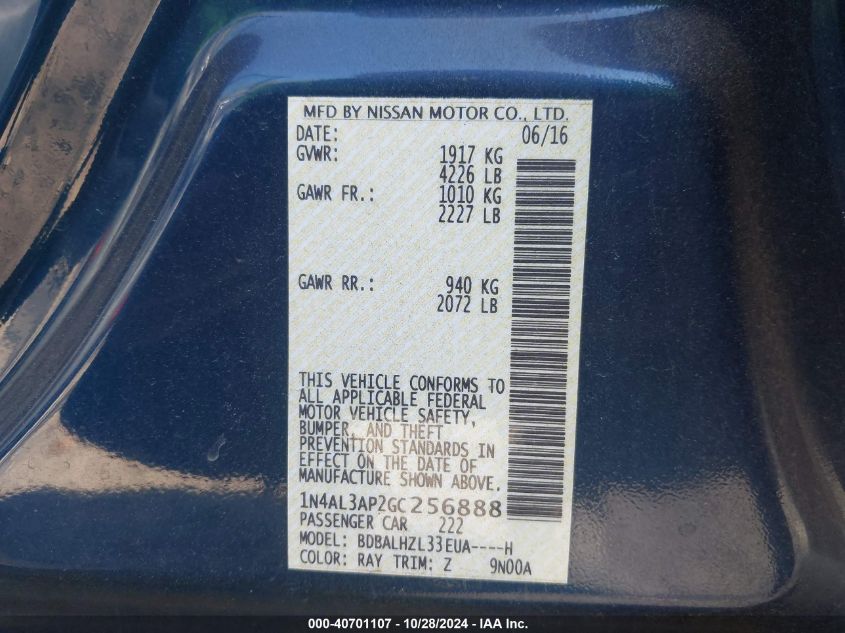 MFD BY NISSAN MOTOR CO., LTD.
DATE: 06/16
GVWR: 1917 KG
4226 LB
GAWR FR.: 1010 KG
2227 LB
GAWR RR.: 940 KG
2072 LB
THIS VEHICLE CONFORMS TO
ALL APPLICABLE FEDERAL
MOTOR VEHICLE SAFETY,
BUMPER, AND THEFT
PREVENTION STANDARDS IN
EFFECT ON THE DATE OF
MANUFACTURE SHOWN ABOVE.
1N4AL3AP2GC256888
PASSENGER CAR 222
MODEL: BDBALHZL33EUA----H
COLOR: RAY TRIM: Z 9N00A
000-40701107 - 10/28/2024 - IAA Inc.